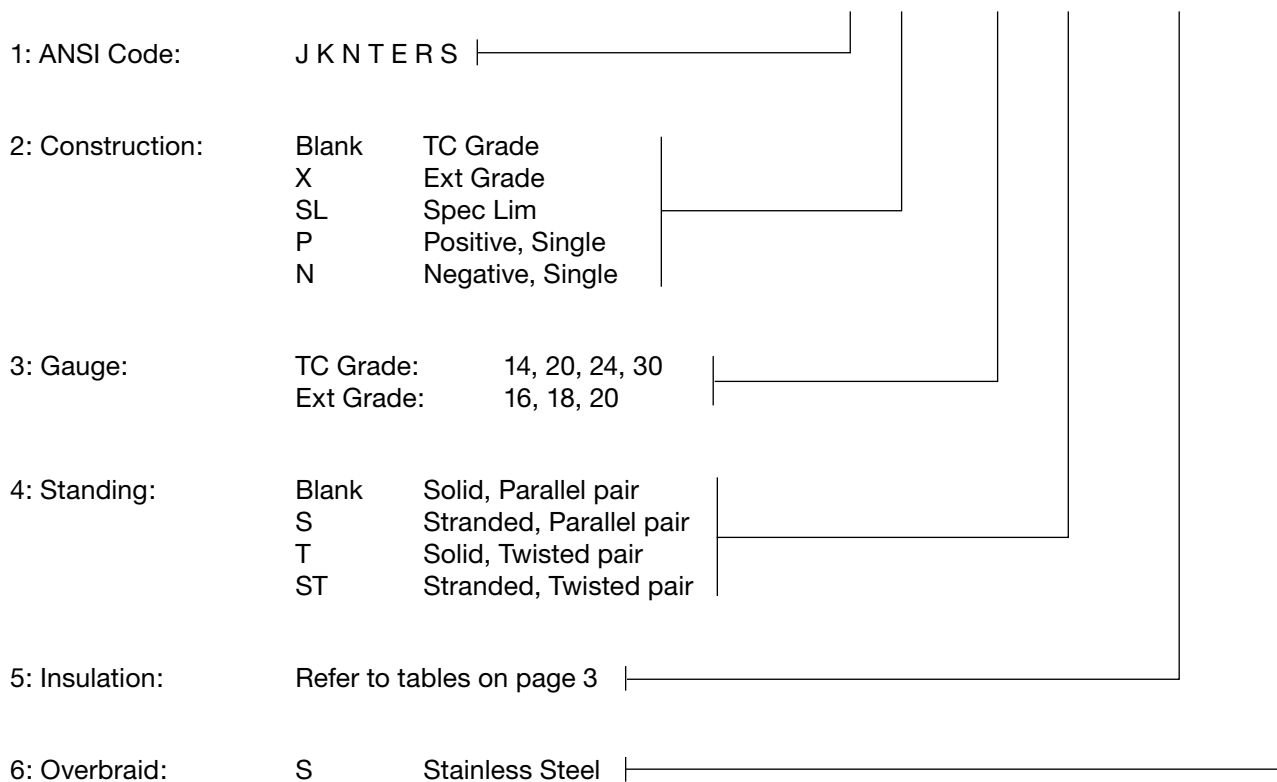 1: ANSI Code: J K N T E R S
2: Construction: Blank TC Grade
X Ext Grade
SL Spec Lim
P Positive, Single
N Negative, Single
3: Gauge: TC Grade: 14, 20, 24, 30
Ext Grade: 16, 18, 20
4: Standing: Blank Solid, Parallel pair
S Stranded, Parallel pair
T Solid, Twisted pair
ST Stranded, Twisted pair
5: Insulation: Refer to tables on page 3
6: Overbraid: S Stainless Steel